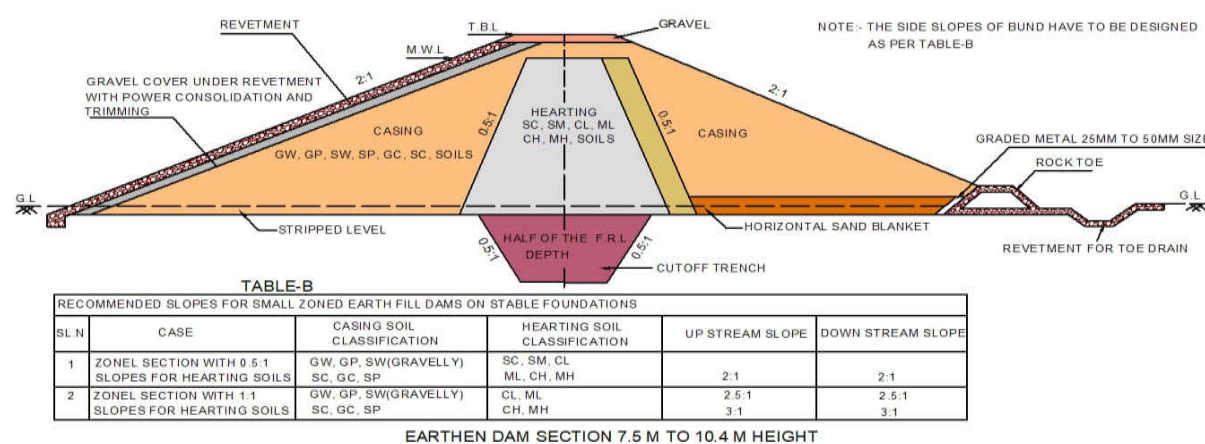 REVETMENT
T.B.L
GRAVEL
NOTE:- THE SIDE SLOPES OF BUND HAVE TO BE DESIGNED
AS PER TABLE-B
M.W.L
2:1
GRAVEL COVER UNDER REVETMENT
WITH POWER CONSOLIDATION AND
TRIMMING
2:1
HEARTING
SC, SM, CL, ML
CH, MH, SOILS
0.5:1
0.5:1
CASING
GW, GP, SW, SP, GC, SC, SOILS
CASING
GRADED METAL 25MM TO 50MM SIZE
ROCK TOE
G.L
G.L
STRIPPED LEVEL
HORIZONTAL SAND BLANKET
REVETMENT FOR TOE DRAIN
0.5:1
HALF OF THE F.R.L
DEPTH
0.5:1
CUTOFF TRENCH
TABLE-B
RECOMMENDED SLOPES FOR SMALL ZONED EARTH FILL DAMS ON STABLE FOUNDATIONS
SL.N CASE CASING SOIL CLASSIFICATION HEARTING SOIL CLASSIFICATION UP STREAM SLOPE DOWN STREAM SLOPE
1 ZONEL SECTION WITH 0.5:1 GW, GP, SW(GRAVELLY) SC, SM, CL
SLOPES FOR HEARTING SOILS SC, GC, SP ML, CH, MH 2:1 2:1
2 ZONEL SECTION WITH 1:1 GW, GP, SW(GRAVELLY) CL, ML 2.5:1 2.5:1
SLOPES FOR HEARTING SOILS SC, GC, SP CH, MH 3:1 3:1
EARTHEN DAM SECTION 7.5 M TO 10.4 M HEIGHT